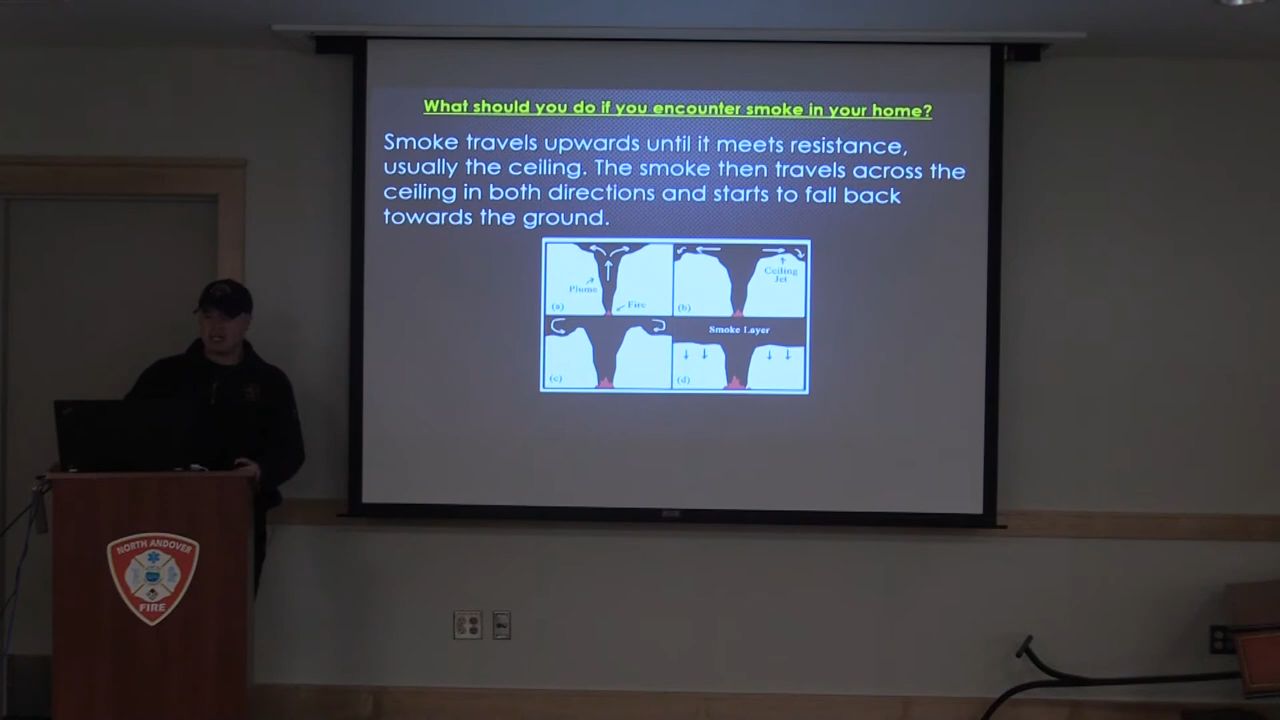 What should you do if you encounter smoke in your home?
Smoke travels upwards until it meets resistance,
usually the ceiling. The smoke then travels across the
ceiling in both directions and starts to fall back
towards the ground.
Plume
Fire
(a)
Ceiling
Jet
(b)
(c)
Smoke Layer
(d)
NORTH ANDOVER
FIRE